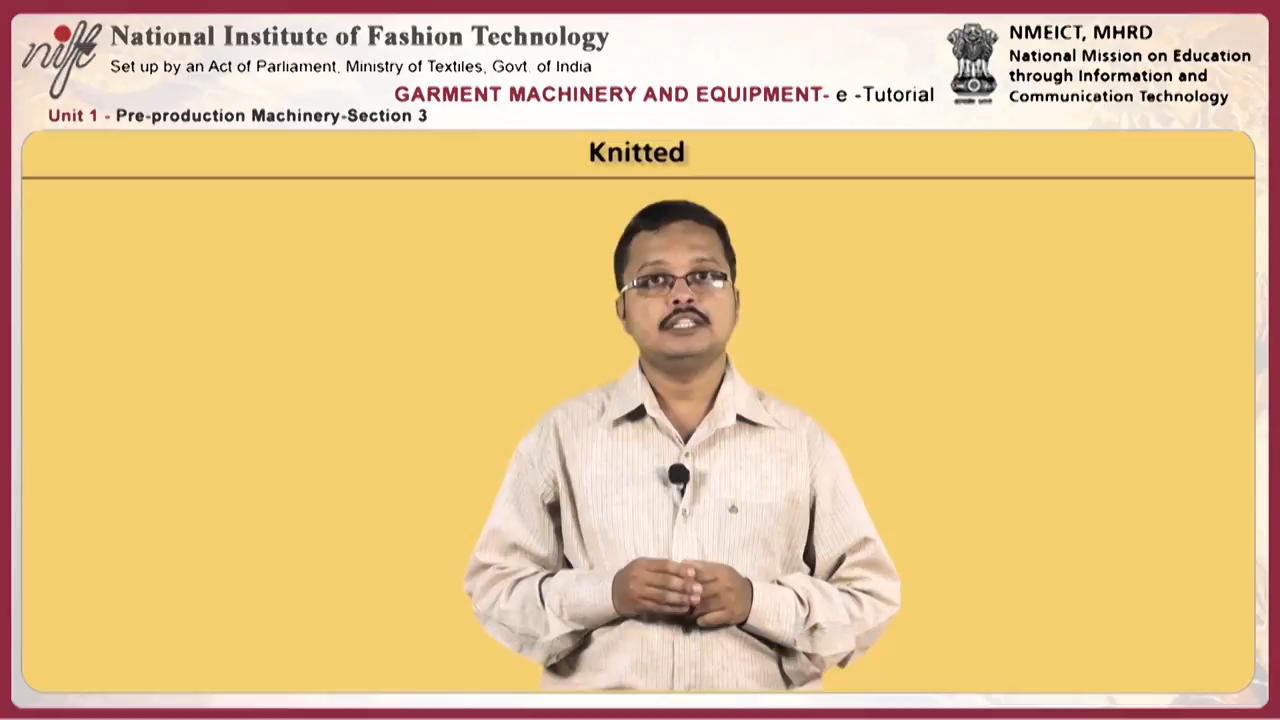 nift
National Institute of Fashion Technology
Set up by an Act of Parliament, Ministry of Textiles, Govt. of India
NMEICT, MHRD
National Mission on Education
through Information and
Communication Technology
GARMENT MACHINERY AND EQUIPMENT- e -Tutorial
Unit 1 - Pre-production Machinery-Section 3
Knitted